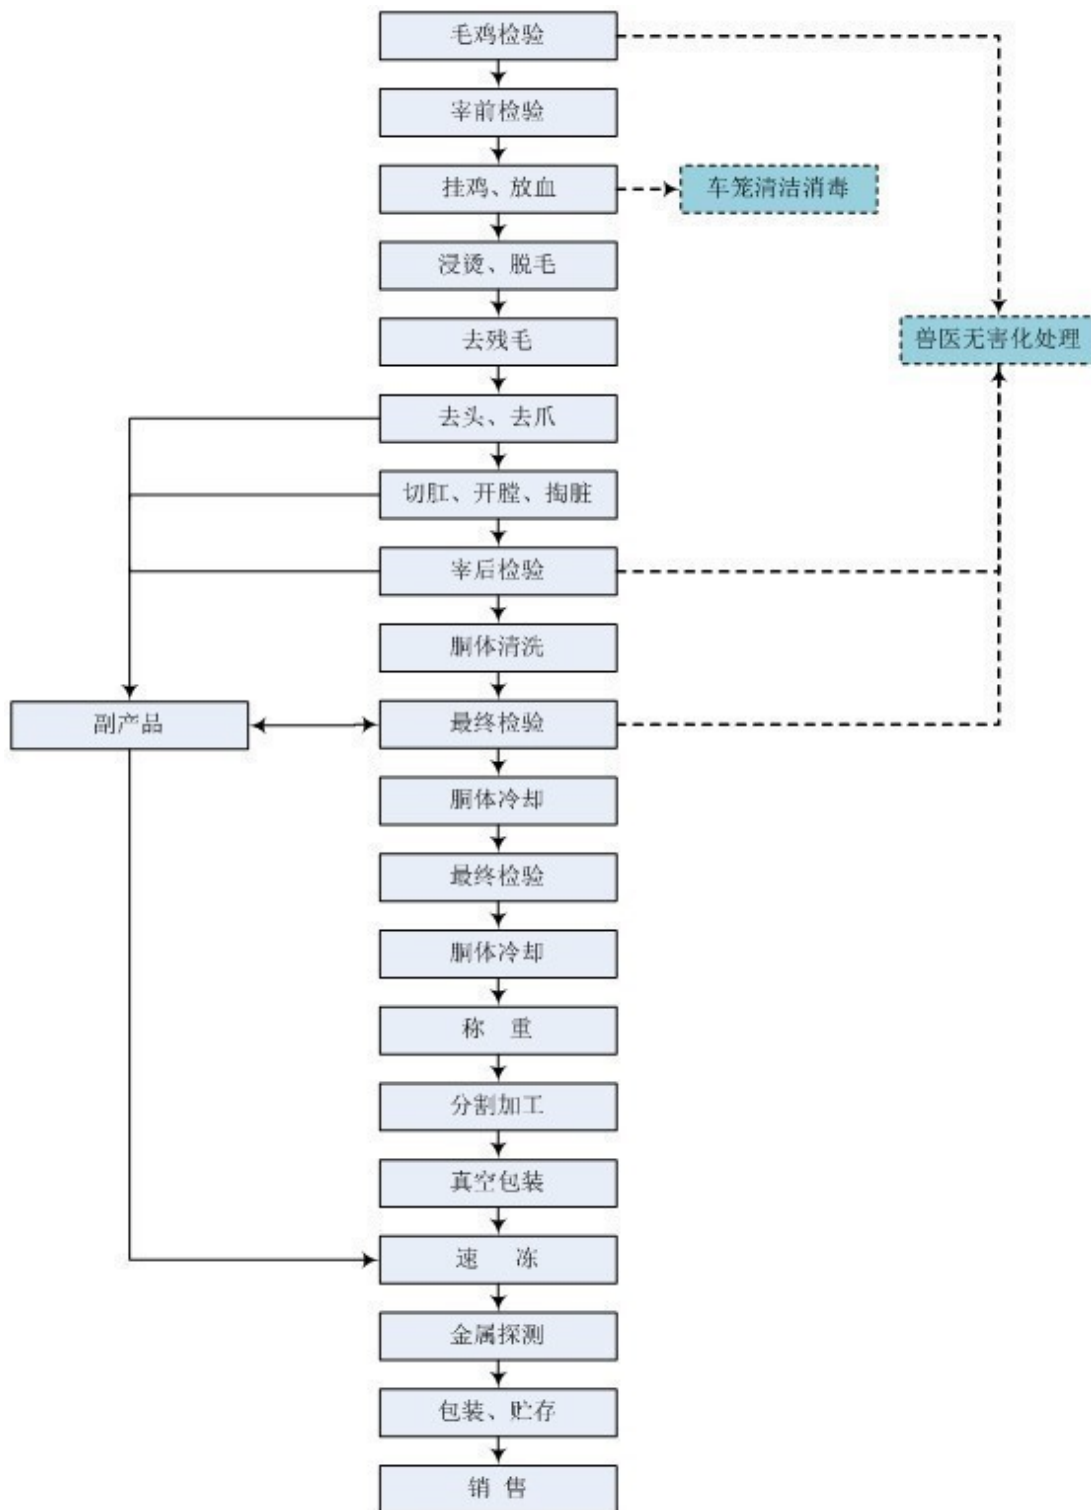 毛鸡检验
宰前检验
挂鸡、放血
车笼清洁消毒
浸烫、脱毛
去残毛
兽医无害化处理
去头、去爪
切肛、开膛、掏脏
宰后检验
胴体清洗
副产品
最终检验
胴体冷却
最终检验
胴体冷却
称 重
分割加工
真空包装
速 冻
金属探测
包装、贮存
销 售